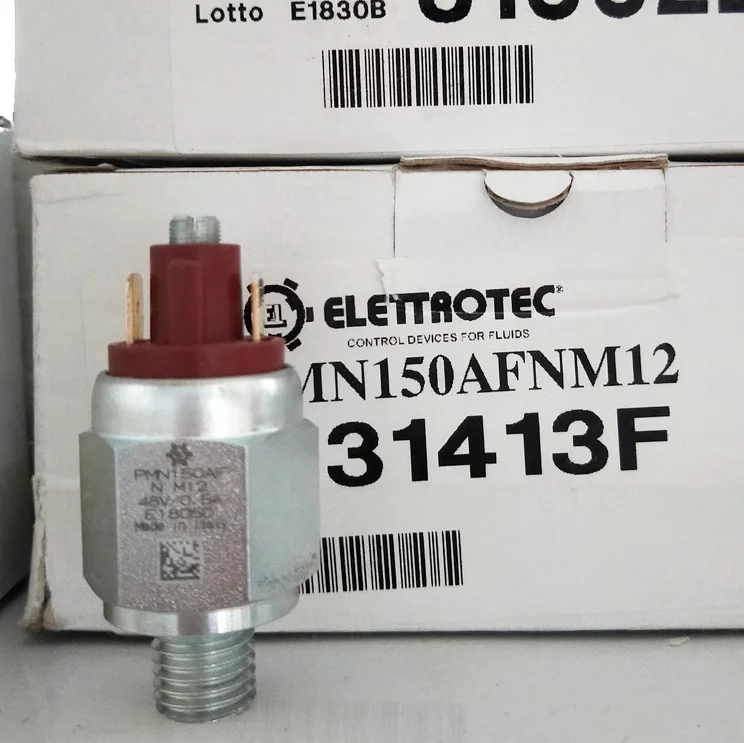 Lotto E1830B
ELETTROTEC®
CONTROL DEVICES FOR FLUIDS
MN150AFNM12
31413F
PMN150AF
N M12
48V-0.5A
E1805D
Made in Italy